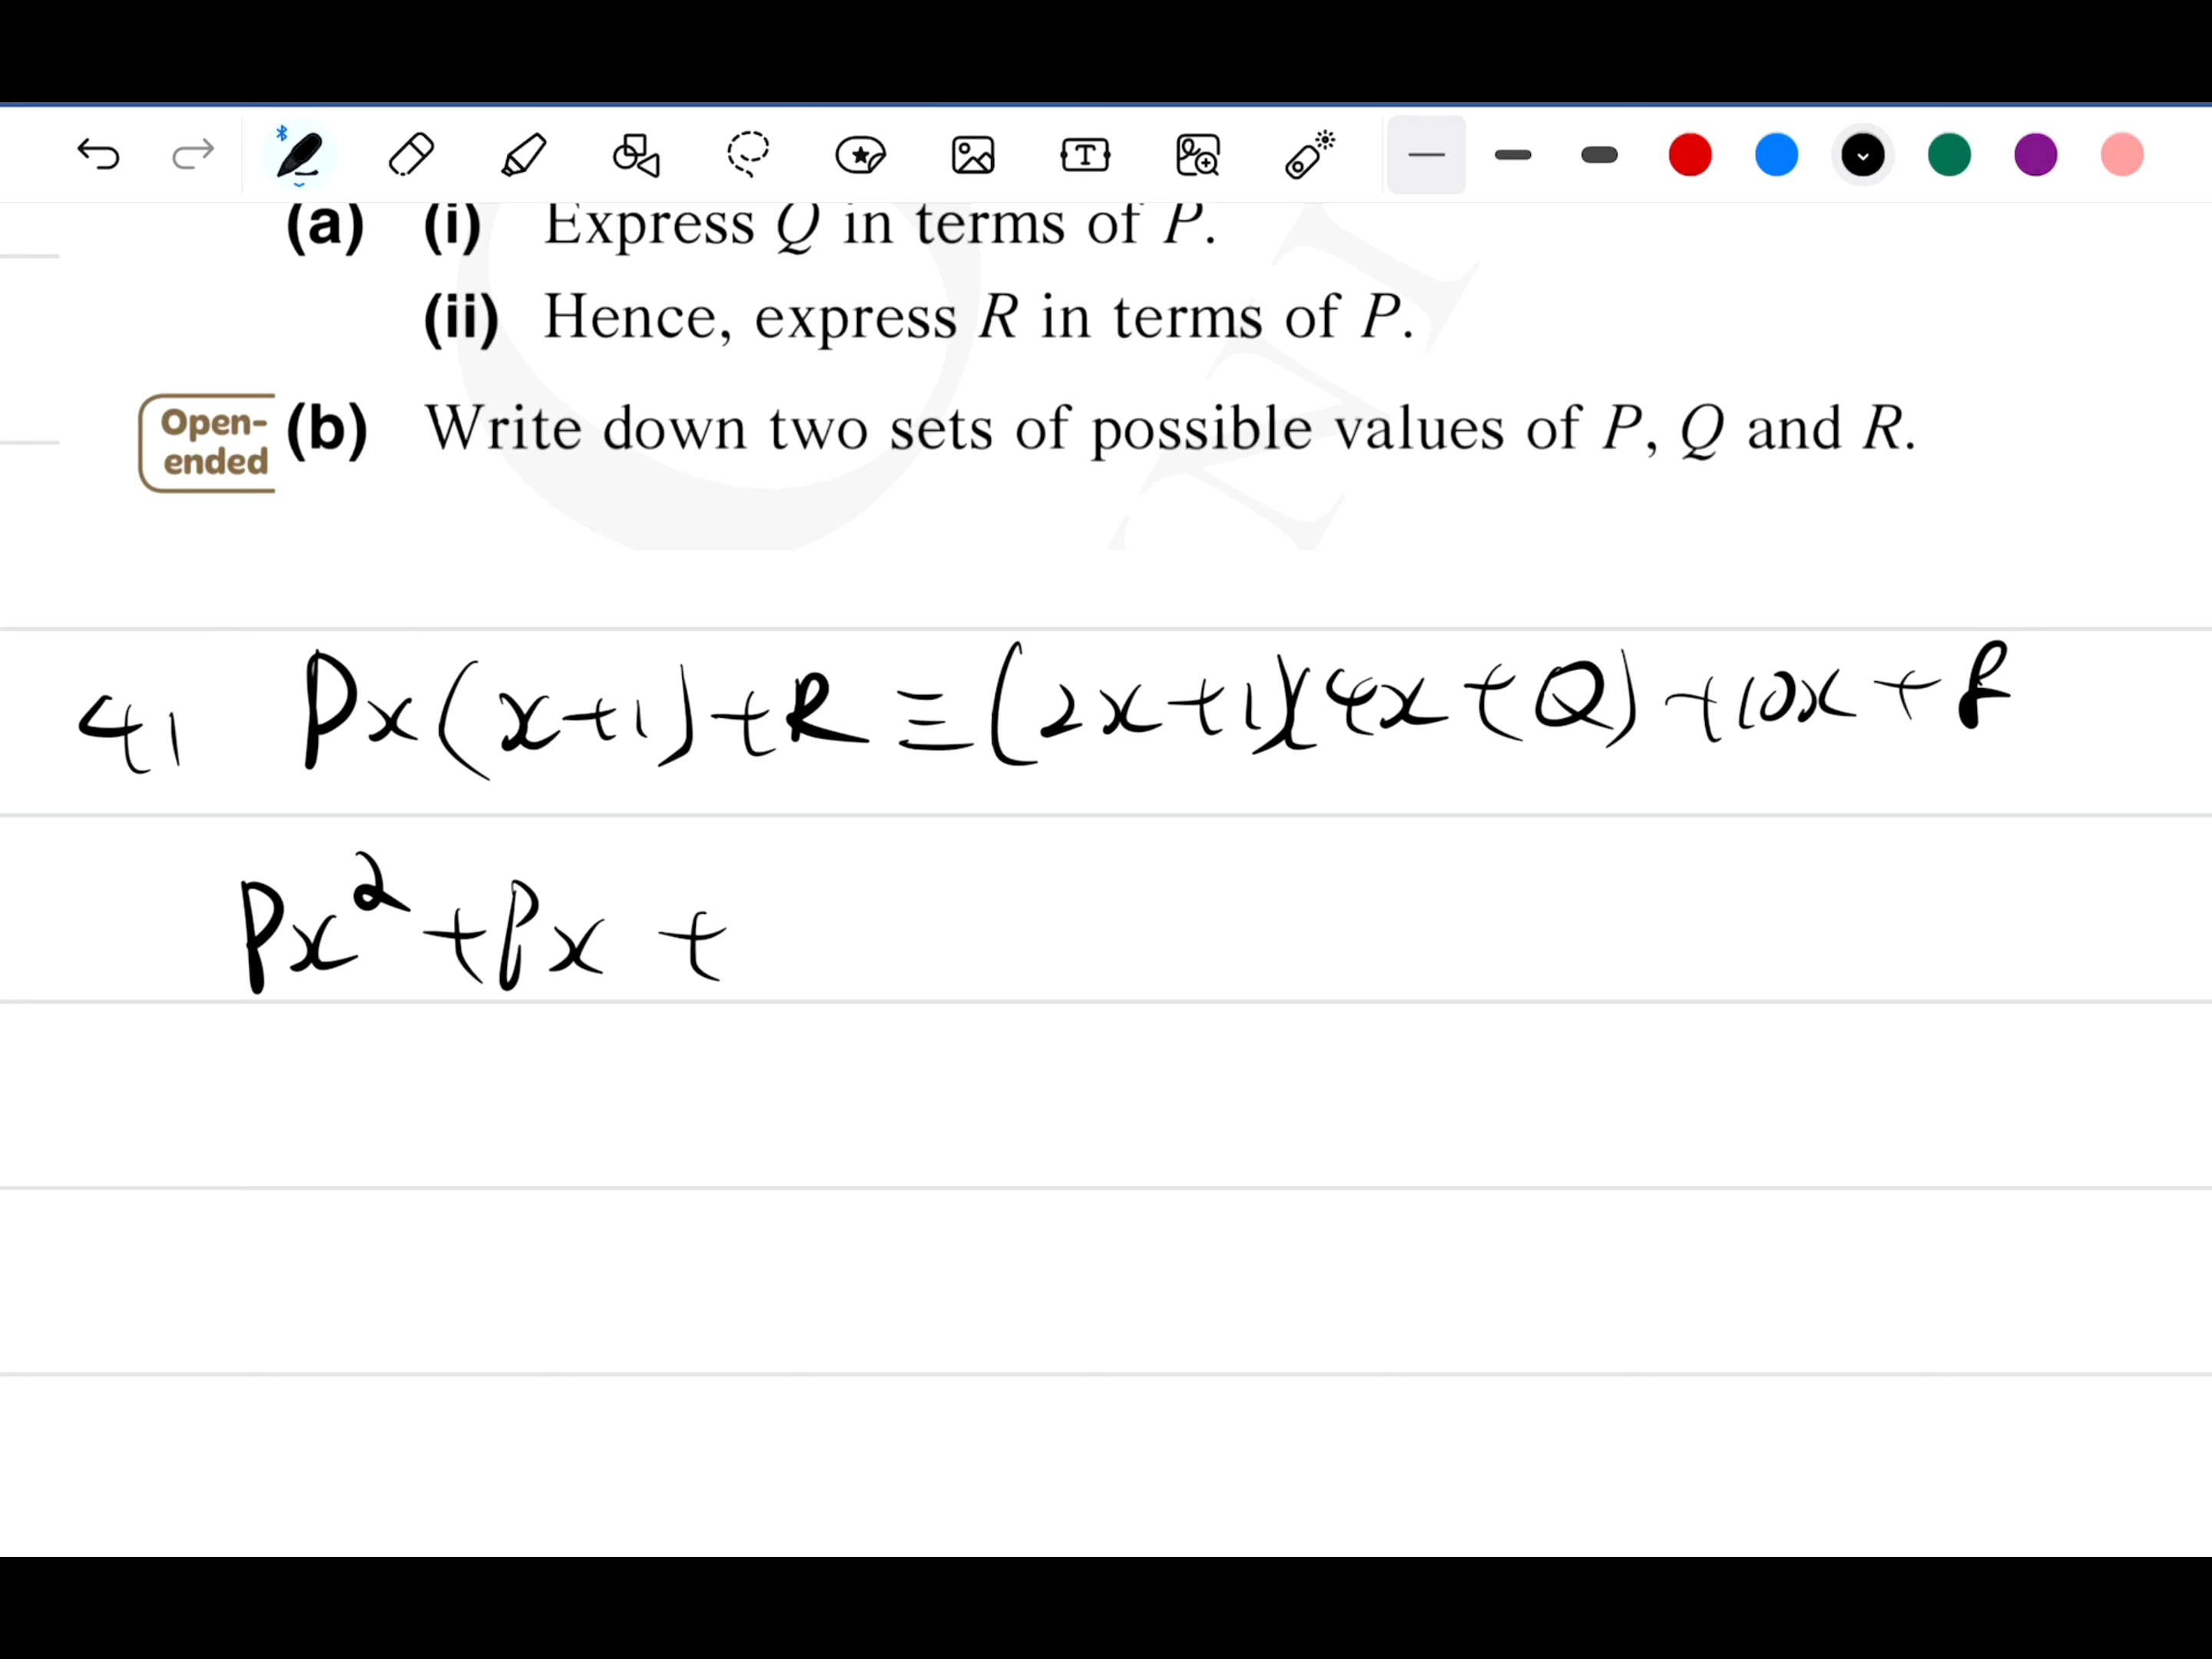 (a) (i) Express Q in terms of P.
(ii) Hence, express R in terms of P.
Open-ended (b) Write down two sets of possible values of P, Q and R.
41 Px(x+1)+R ≡ (2x+1)(4x+Q)+10x+
Px²+Px+